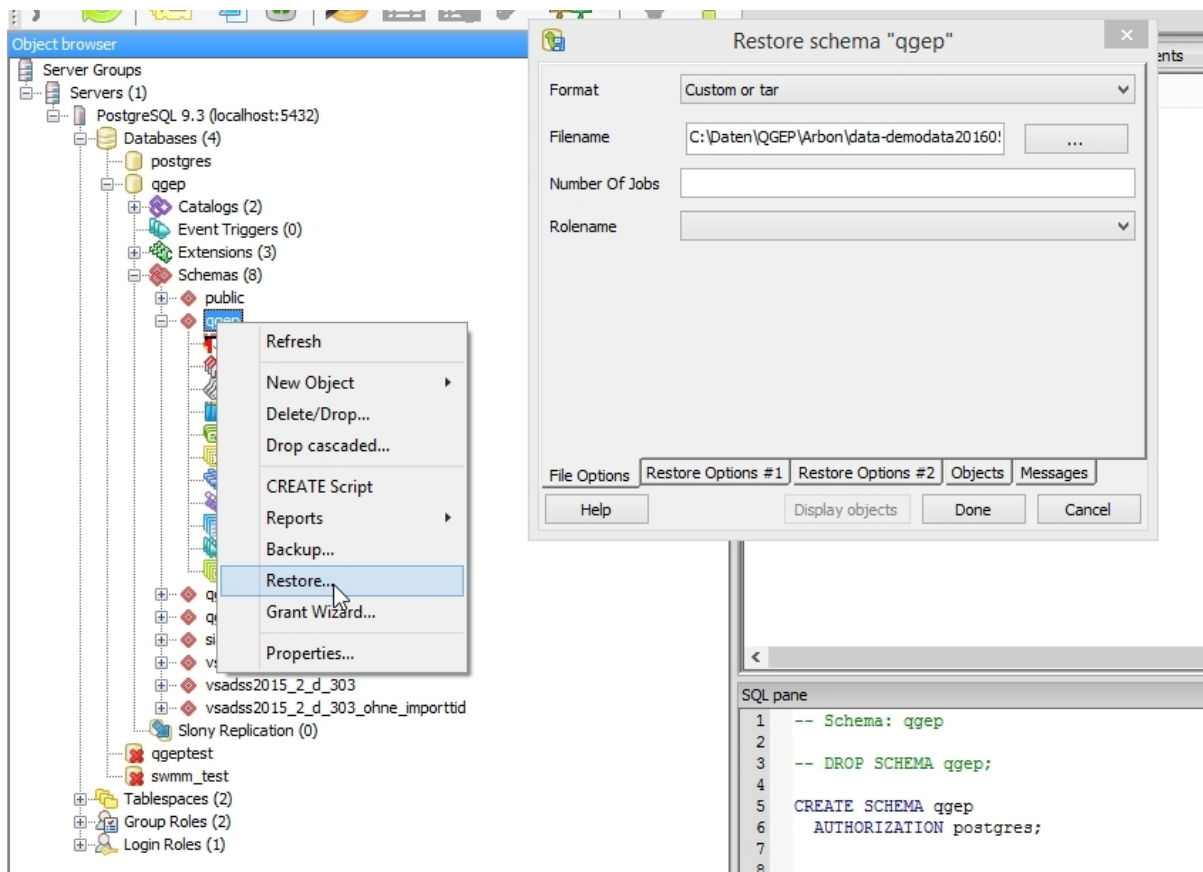 Object browser
Server Groups
Servers (1)
PostgreSQL 9.3 (localhost:5432)
Databases (4)
postgres
qgep
Catalogs (2)
Event Triggers (0)
Extensions (3)
Schemas (8)
public
qgep
Refresh
New Object
Delete/Drop...
Drop cascaded...
CREATE Script
Reports
Backup...
Restore...
Grant Wizard...
Properties...
vsadss2015_2_d_303
vsadss2015_2_d_303_ohne_importtid
Slony Replication (0)
qgeptest
swmm_test
Tablespaces (2)
Group Roles (2)
Login Roles (1)
Restore schema "qgep"
Format
Custom or tar
Filename
C:\Daten\QGEP\Arbon\data-demodata201605
...
Number Of Jobs
Rolename
File Options
Restore Options #1
Restore Options #2
Objects
Messages
Help
Display objects
Done
Cancel
SQL pane
1 -- Schema: qgep
2
3 -- DROP SCHEMA qgep;
4
5 CREATE SCHEMA qgep
6 AUTHORIZATION postgres;
7
8